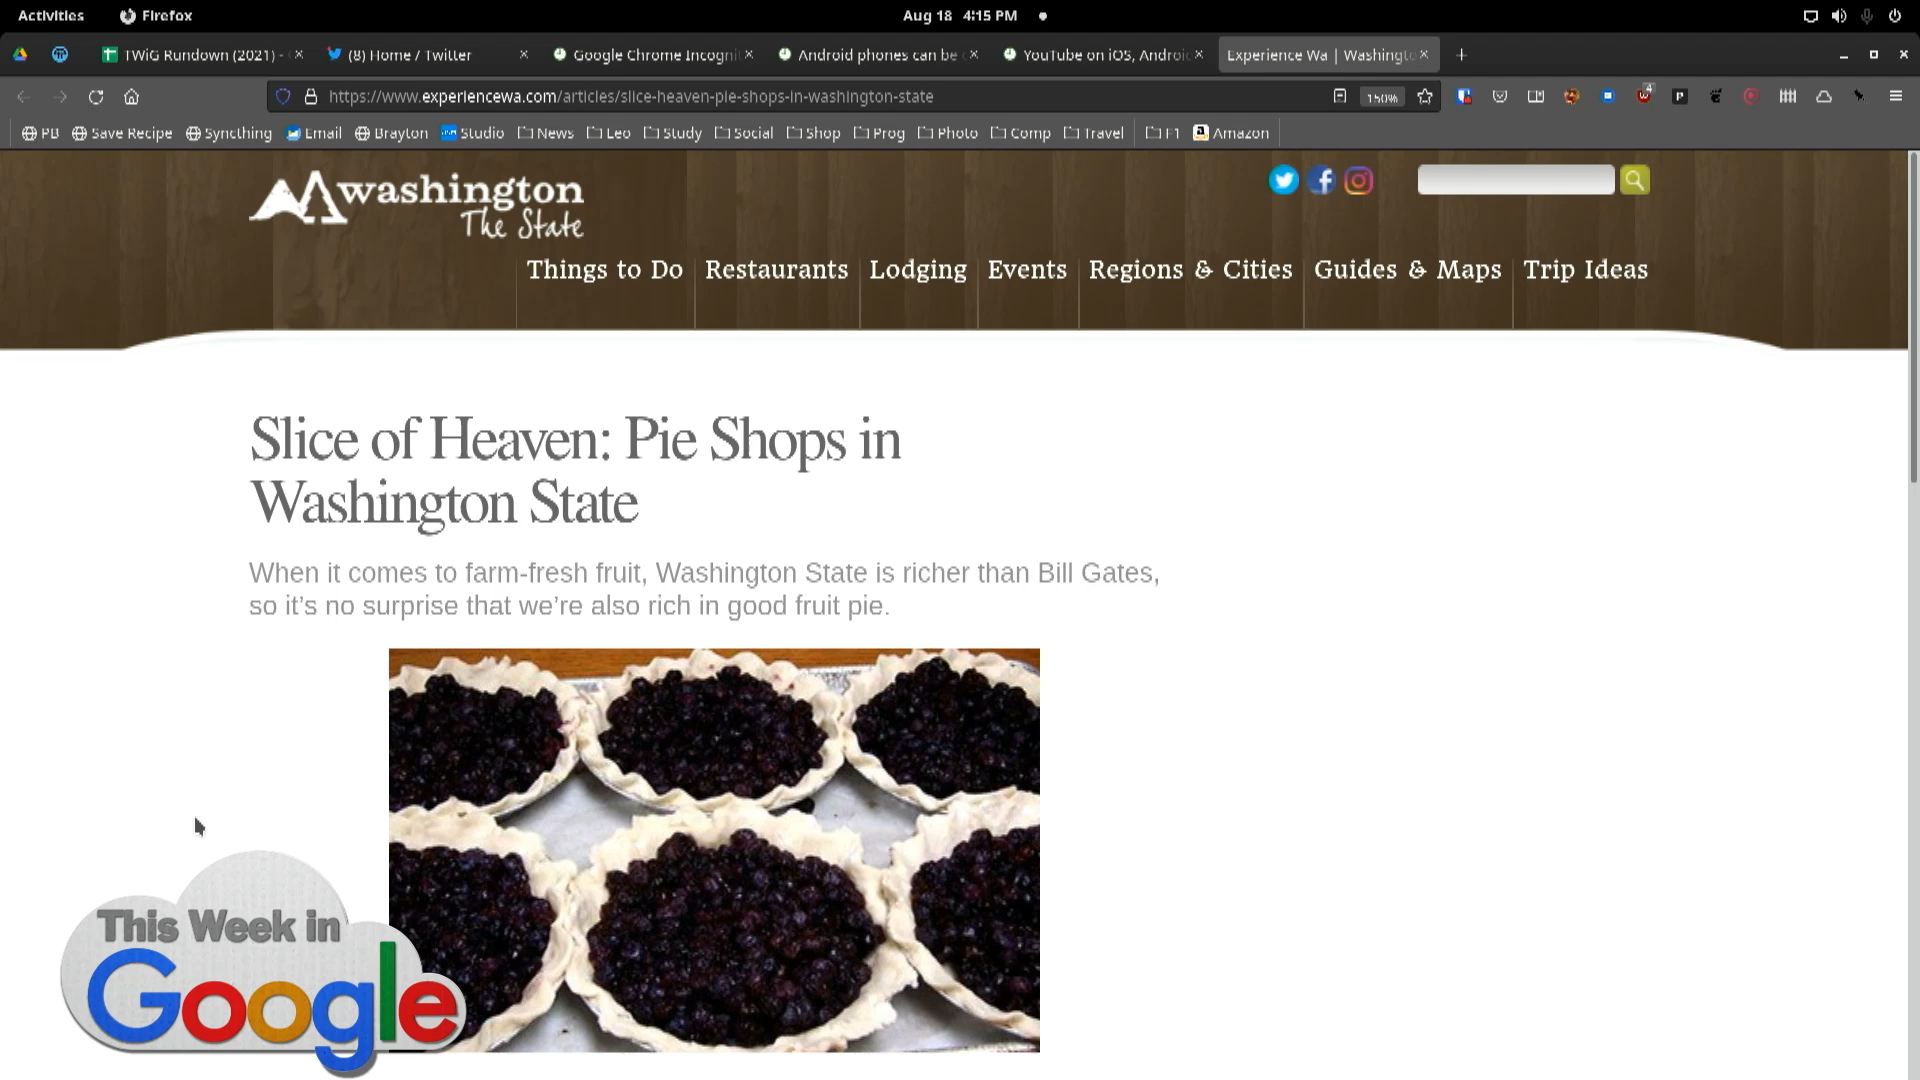 Activities Firefox Aug 18 4:15 PM
TWiG Rundown (2021) - (8) Home / Twitter Google Chrome Incognit Android phones can be YouTube on iOS, Androi Experience Wa | Washingt
https://www.experiencewa.com/articles/slice-heaven-pie-shops-in-washington-state 150% 4
PB Save Recipe Syncthing Email Brayton Studio News Leo Study Social Shop Prog Photo Comp Travel F1 Amazon
washington
The State
Things to Do Restaurants Lodging Events Regions & Cities Guides & Maps Trip Ideas
Slice of Heaven: Pie Shops in
Washington State
When it comes to farm-fresh fruit, Washington State is richer than Bill Gates,
so it’s no surprise that we’re also rich in good fruit pie.
This Week in
Google